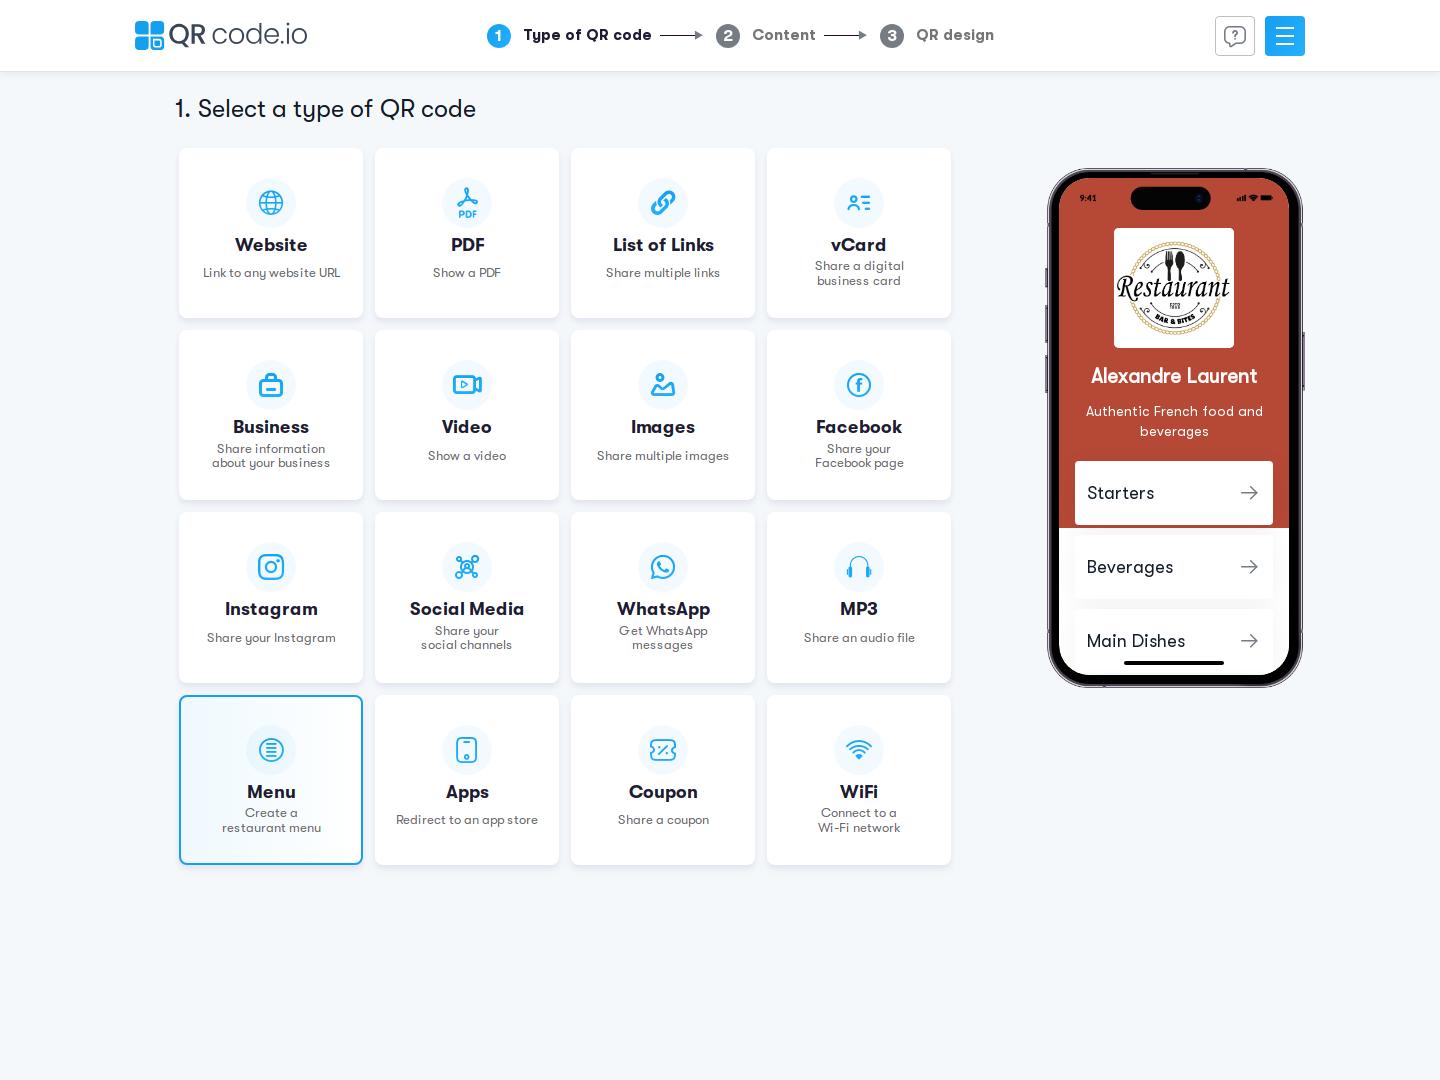 QR code.io
1 Type of QR code 2 Content 3 QR design
1. Select a type of QR code
Website
Link to any website URL
PDF
PDF
Show a PDF
List of Links
Share multiple links
vCard
Share a digital
business card
Business
Share information
about your business
Video
Show a video
Images
Share multiple images
Facebook
Share your
Facebook page
Instagram
Share your Instagram
Social Media
Share your
social channels
WhatsApp
Get WhatsApp
messages
MP3
Share an audio file
Menu
Create a
restaurant menu
Apps
Redirect to an app store
Coupon
Share a coupon
WiFi
Connect to a
Wi-Fi network
9:41
Restaurant
BAR & BITES
Alexandre Laurent
Authentic French food and
beverages
Starters
Beverages
Main Dishes